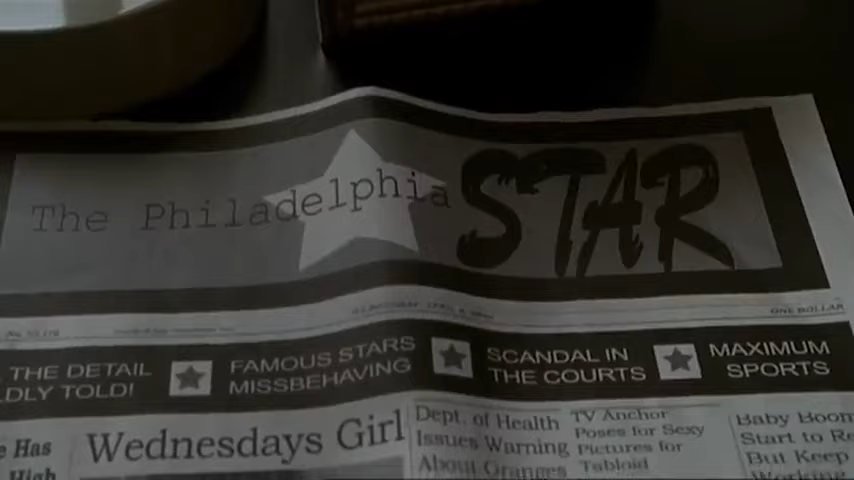 The Philadelphia STAR
ONE DOLLAR
THE DETAIL
DLY TOLD!
FAMOUS STARS
MISSBEHAVING
SCANDAL IN
THE COURTS
MAXIMUM
SPORTS
e Has
High
Wednesdays Girl
Dept. of Health
Issues Warning
About Oranges
TV Anchor
Poses for Sexy
Pictures for
Tabloid
Baby Boom
Start to Re
But Keep
Working